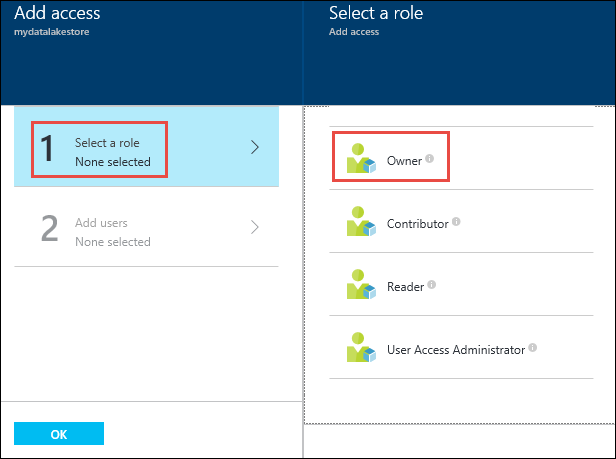 Add access
mydatalakestore
1
Select a role
None selected
2
Add users
None selected
OK
Select a role
Add access
Owner
Contributor
Reader
User Access Administrator